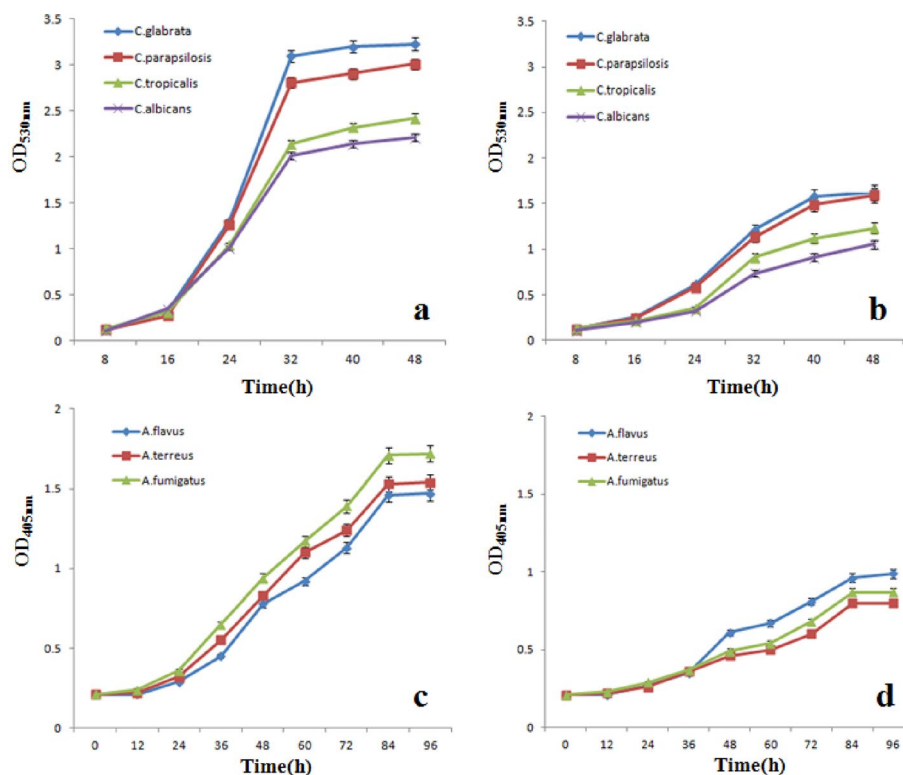 C.glabrata
C.parapsilosis
C.tropicalis
C.albicans
OD530nm
3.5
3
2.5
2
1.5
1
0.5
0
8 16 24 32 40 48
Time(h)
a
C.glabrata
C.parapsilosis
C.tropicalis
C.albicans
OD530nm
3.5
3
2.5
2
1.5
1
0.5
0
8 16 24 32 40 48
Time(h)
b
A.flavus
A.terreus
A.fumigatus
OD405nm
2
1.5
1
0.5
0
0 12 24 36 48 60 72 84 96
Time(h)
c
A.flavus
A.terreus
A.fumigatus
OD405nm
2
1.5
1
0.5
0
0 12 24 36 48 60 72 84 96
Time(h)
d